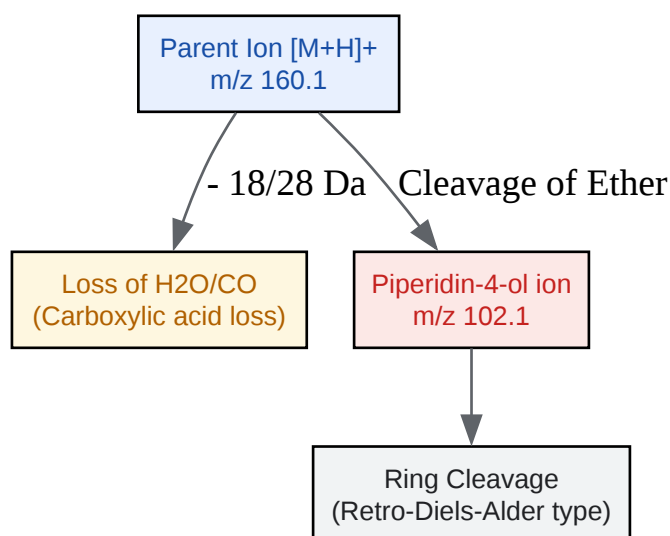 Parent Ion [M+H]+
m/z 160.1
- 18/28 Da
Cleavage of Ether
Loss of H2O/CO
(Carboxylic acid loss)
Piperidin-4-ol ion
m/z 102.1
Ring Cleavage
(Retro-Diels-Alder type)